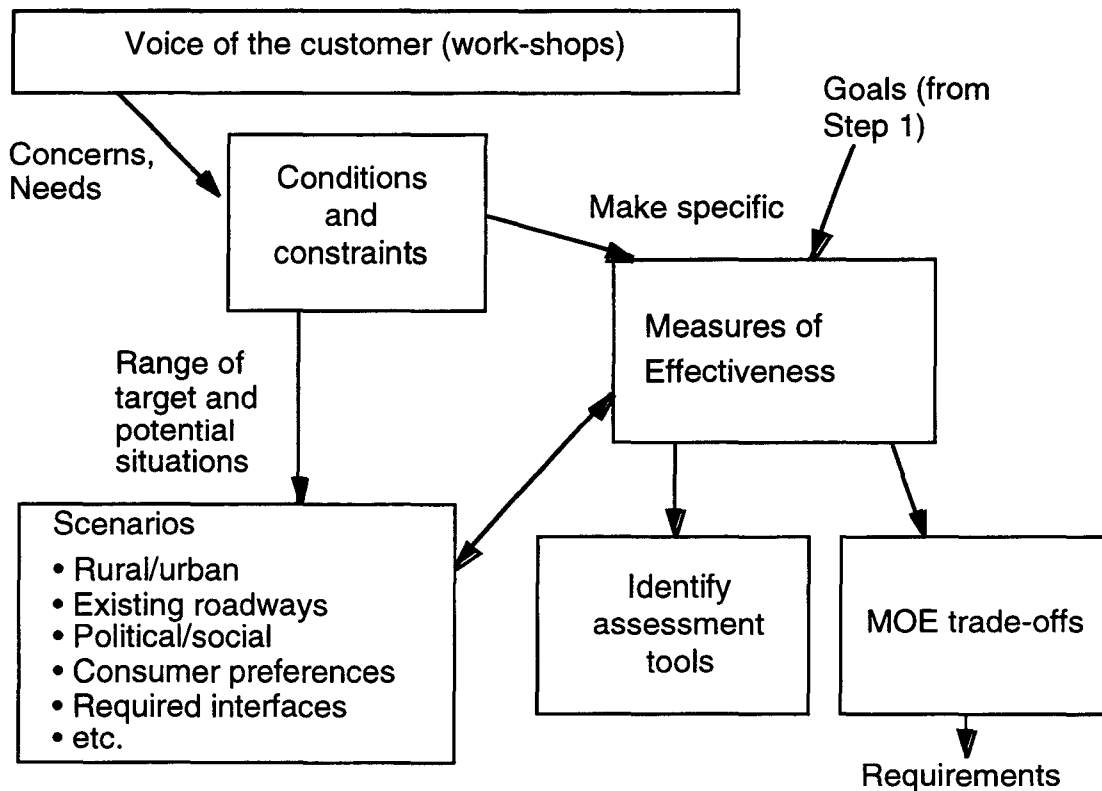 Voice of the customer (work-shops)
Goals (from
Step 1)
Concerns,
Needs
Conditions
and
constraints
Make specific
Measures of
Effectiveness
Range of
target and
potential
situations
Scenarios
• Rural/urban
• Existing roadways
• Political/social
• Consumer preferences
• Required interfaces
• etc.
Identify
assessment
tools
MOE trade-offs
Requirements